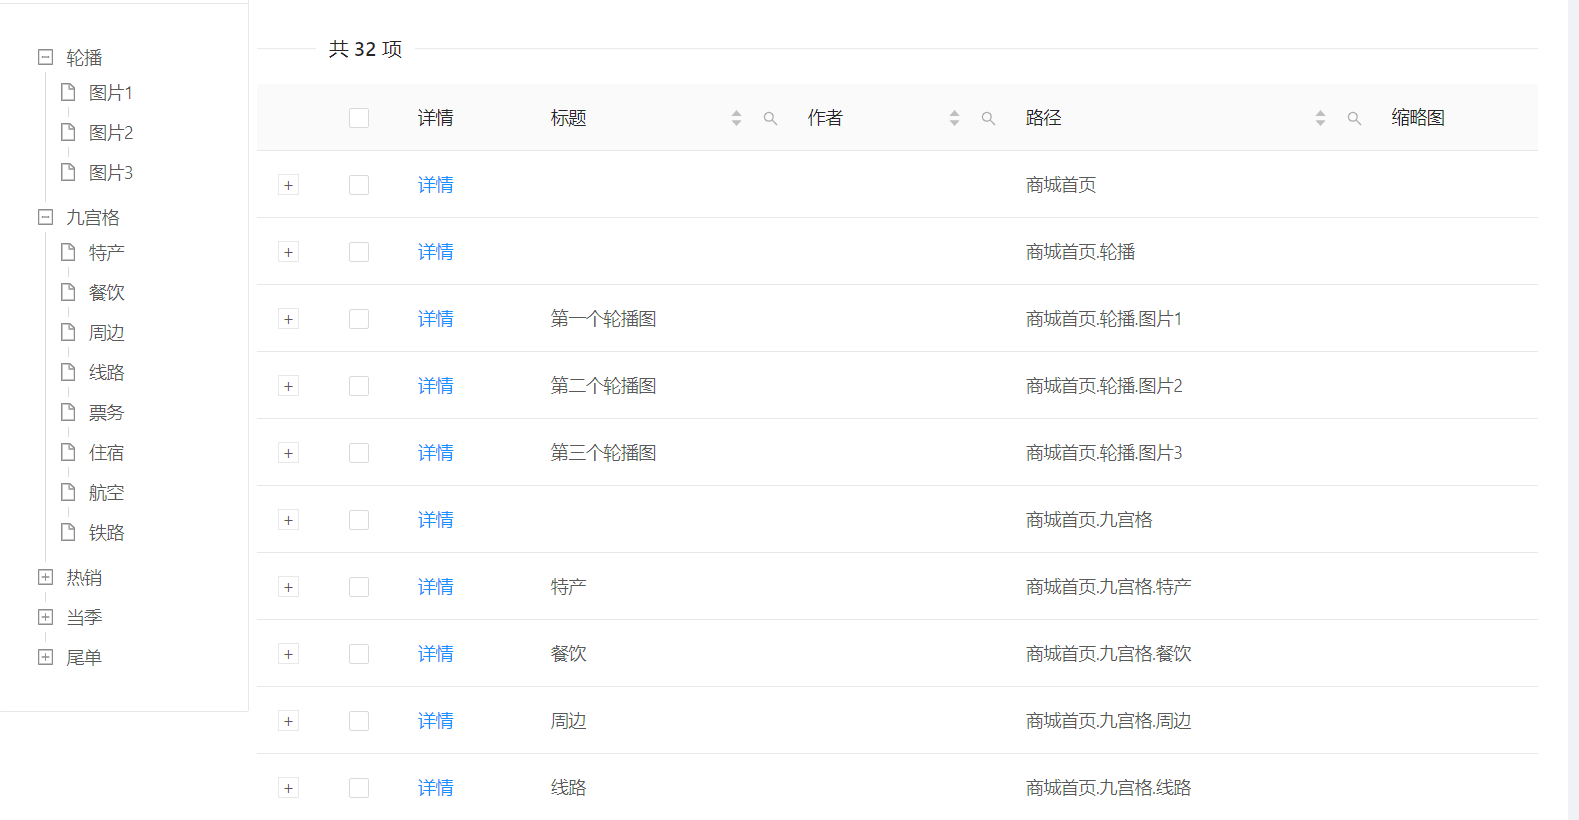 轮播
图片1
图片2
图片3
九宫格
特产
餐饮
周边
线路
票务
住宿
航空
铁路
热销
当季
尾单
共 32 项
详情 标题 作者 路径 缩略图
详情 商城首页
详情 商城首页.轮播
详情 第一个轮播图 商城首页.轮播.图片1
详情 第二个轮播图 商城首页.轮播.图片2
详情 第三个轮播图 商城首页.轮播.图片3
详情 商城首页.九宫格
详情 特产 商城首页.九宫格.特产
详情 餐饮 商城首页.九宫格.餐饮
详情 周边 商城首页.九宫格.周边
详情 线路 商城首页.九宫格.线路